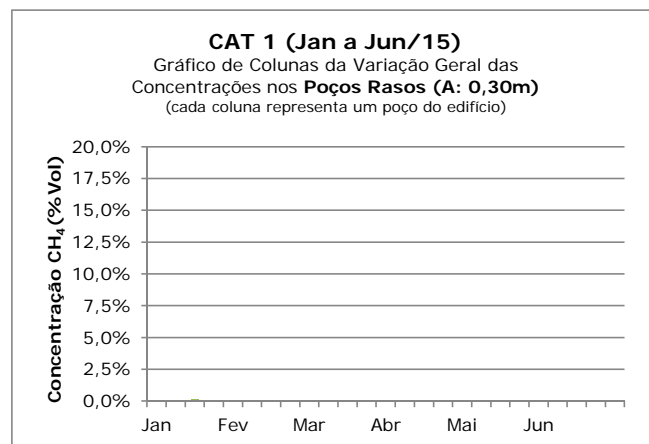 CAT 1 (Jan a Jun/15)
Gráfico de Colunas da Variação Geral das
Concentrações nos Poços Rasos (A: 0,30m)
(cada coluna representa um poço do edifício)
Concentração CH₄(%Vol)
20,0%
17,5%
15,0%
12,5%
10,0%
7,5%
5,0%
2,5%
0,0%
Jan Fev Mar Abr Mai Jun